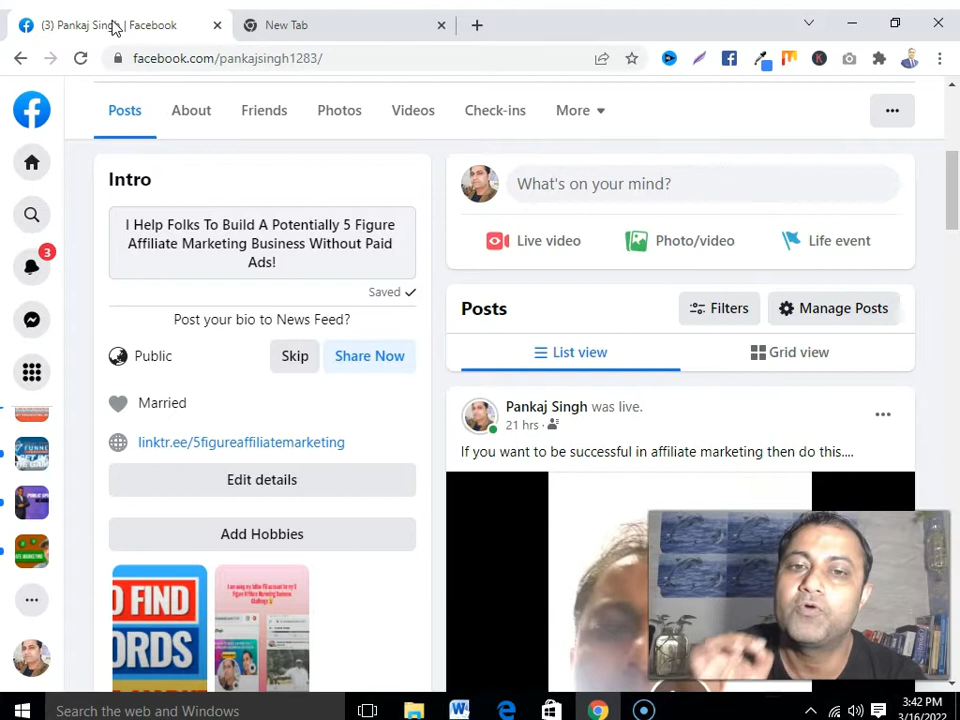 (3) Pankaj Singh | Facebook
New Tab
facebook.com/pankajsingh1283/
Posts
About
Friends
Photos
Videos
Check-ins
More
Intro
I Help Folks To Build A Potentially 5 Figure
Affiliate Marketing Business Without Paid
Ads!
Saved
Post your bio to News Feed?
Public
Skip
Share Now
Married
linktr.ee/5figureaffiliatemarketing
Edit details
Add Hobbies
O FIND
WORDS
3
What's on your mind?
Live video
Photo/video
Life event
Posts
Filters
Manage Posts
List view
Grid view
Pankaj Singh was live.
21 hrs
If you want to be successful in affiliate marketing then do this....
Search the web and Windows
3:42 PM
3/16/2022